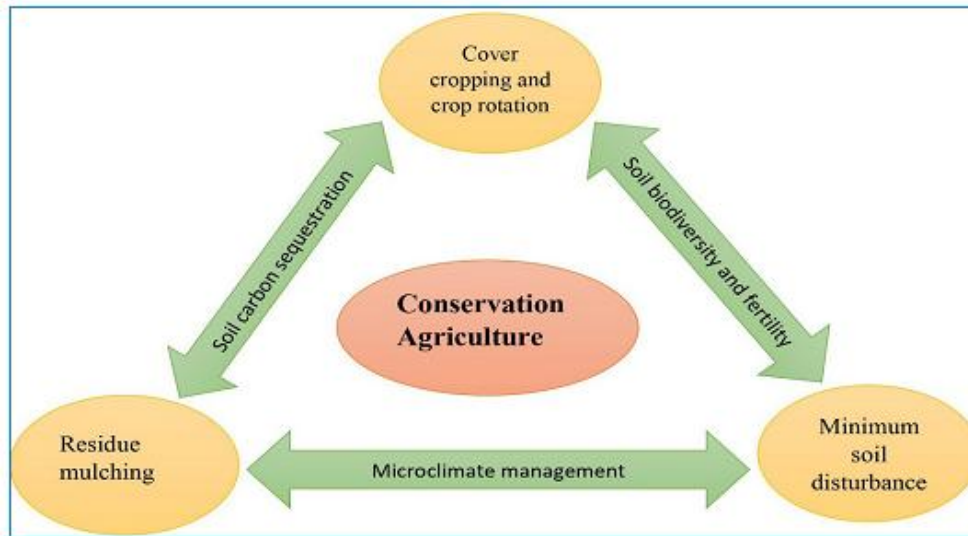 Cover
cropping and
crop rotation
Soil carbon sequestration
Soil biodiversity and fertility
Conservation
Agriculture
Residue
mulching
Microclimate management
Minimum
soil
disturbance